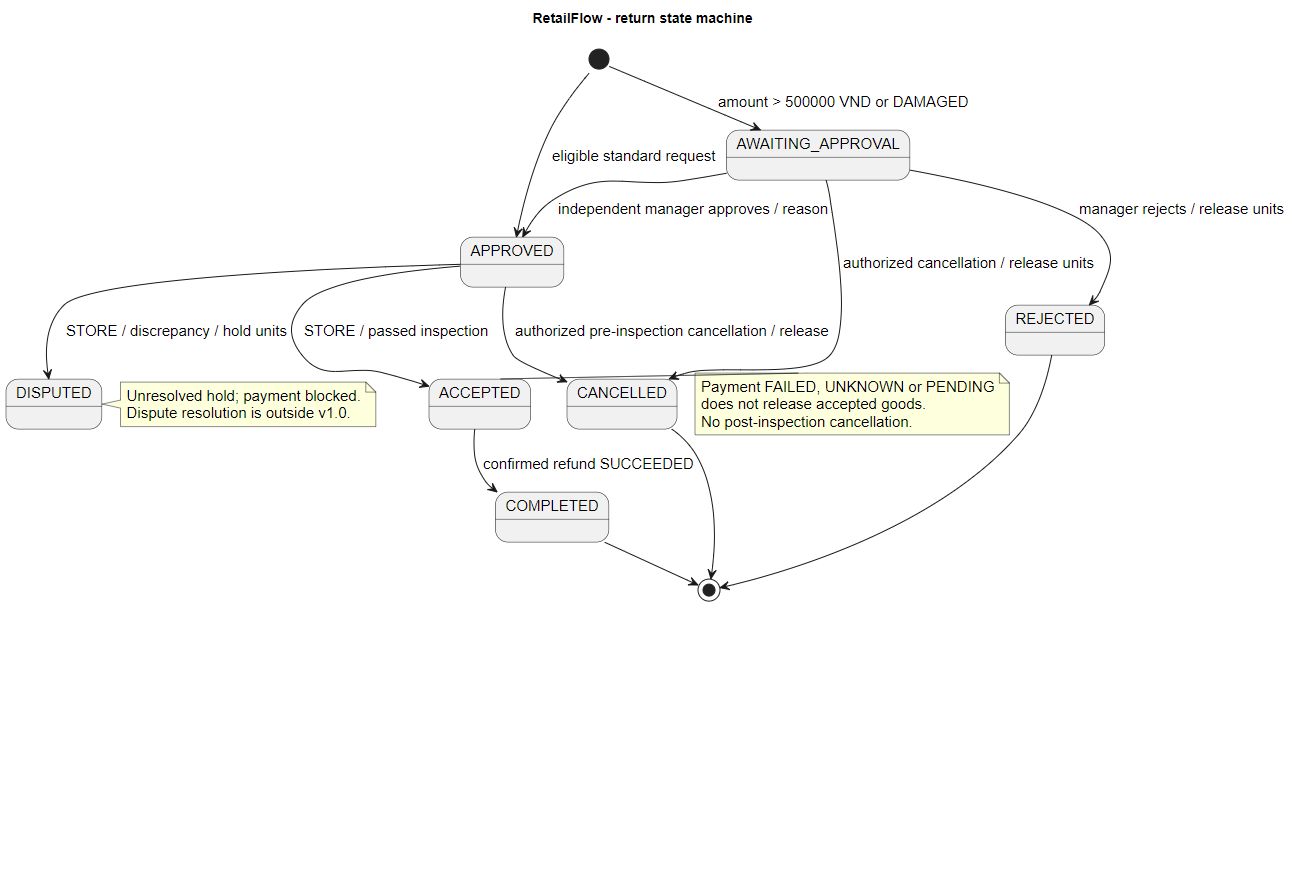 RetailFlow - return state machine
amount > 500000 VND or DAMAGED
AWAITING_APPROVAL
eligible standard request
independent manager approves / reason
manager rejects / release units
APPROVED
authorized cancellation / release units
STORE / discrepancy / hold units
STORE / passed inspection
authorized pre-inspection cancellation / release
REJECTED
DISPUTED
Unresolved hold; payment blocked.
Dispute resolution is outside v1.0.
ACCEPTED
CANCELLED
Payment FAILED, UNKNOWN or PENDING
does not release accepted goods.
No post-inspection cancellation.
confirmed refund SUCCEEDED
COMPLETED